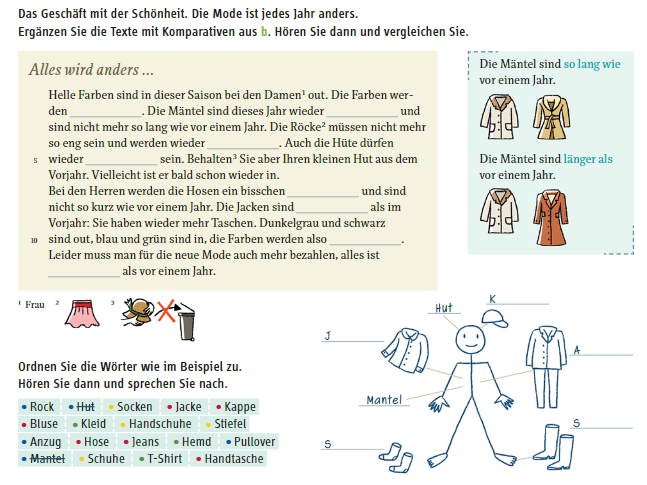 Das Geschäft mit der Schönheit. Die Mode ist jedes Jahr anders.
Ergänzen Sie die Texte mit Komparativen aus b. Hören Sie dann und vergleichen Sie.
Alles wird anders ...
Helle Farben sind in dieser Saison bei den Damen¹ out. Die Farben wer-
den ____________. Die Mäntel sind dieses Jahr wieder ____________ und
sind nicht mehr so lang wie vor einem Jahr. Die Röcke² müssen nicht mehr
so eng sein und werden wieder ____________. Auch die Hüte dürfen
5 wieder ____________ sein. Behalten³ Sie aber Ihren kleinen Hut aus dem
Vorjahr. Vielleicht ist er bald schon wieder in.
Bei den Herren werden die Hosen ein bisschen ____________ und sind
nicht so kurz wie vor einem Jahr. Die Jacken sind ____________ als im
Vorjahr: Sie haben wieder mehr Taschen. Dunkelgrau und schwarz
10 sind out, blau und grün sind in, die Farben werden also ____________.
Leider muss man für die neue Mode auch mehr bezahlen, alles ist
____________ als vor einem Jahr.
Die Mäntel sind so lang wie
vor einem Jahr.
Die Mäntel sind länger als
vor einem Jahr.
¹ Frau ² ³
Ordnen Sie die Wörter wie im Beispiel zu.
Hören Sie dann und sprechen Sie nach.
• Rock • Hut • Socken • Jacke • Kappe
• Bluse • Kleid • Handschuhe • Stiefel
• Anzug • Hose • Jeans • Hemd • Pullover
• Mantel • Schuhe • T-Shirt • Handtasche
Hut
K
J
A
Mantel
S
S